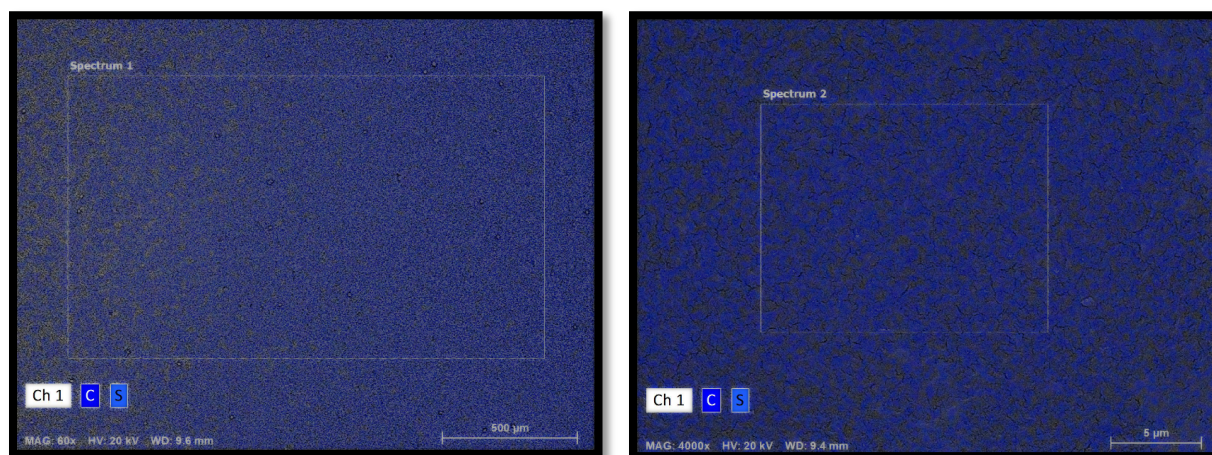 Spectrum 1
Ch 1 C S
500 µm
MAG: 60x HV: 20 kV WD: 9.6 mm
Spectrum 2
Ch 1 C S
5 µm
MAG: 4000x HV: 20 kV WD: 9.4 mm